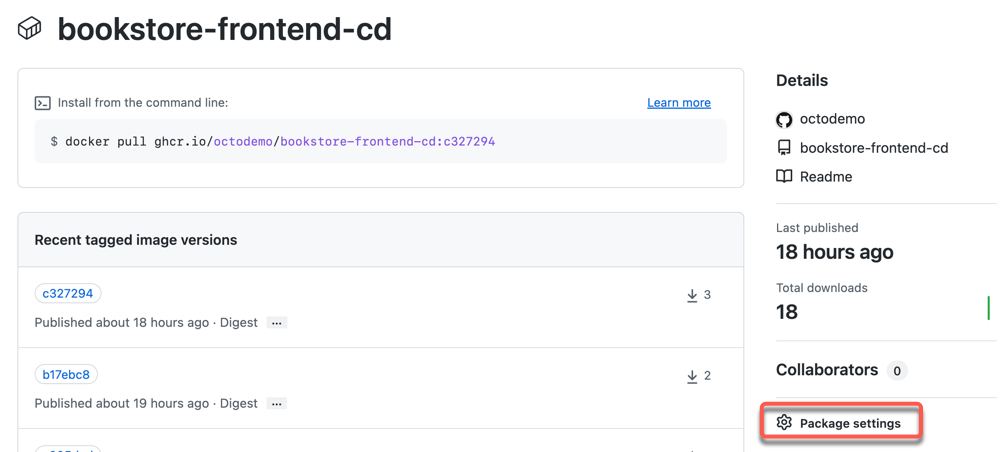 bookstore-frontend-cd
Install from the command line:
Learn more
$ docker pull ghcr.io/octodemo/bookstore-frontend-cd:c327294
Recent tagged image versions
c327294
3
Published about 18 hours ago · Digest ...
b17ebc8
2
Published about 19 hours ago · Digest ...
Details
octodemo
bookstore-frontend-cd
Readme
Last published
18 hours ago
Total downloads
18
Collaborators 0
Package settings